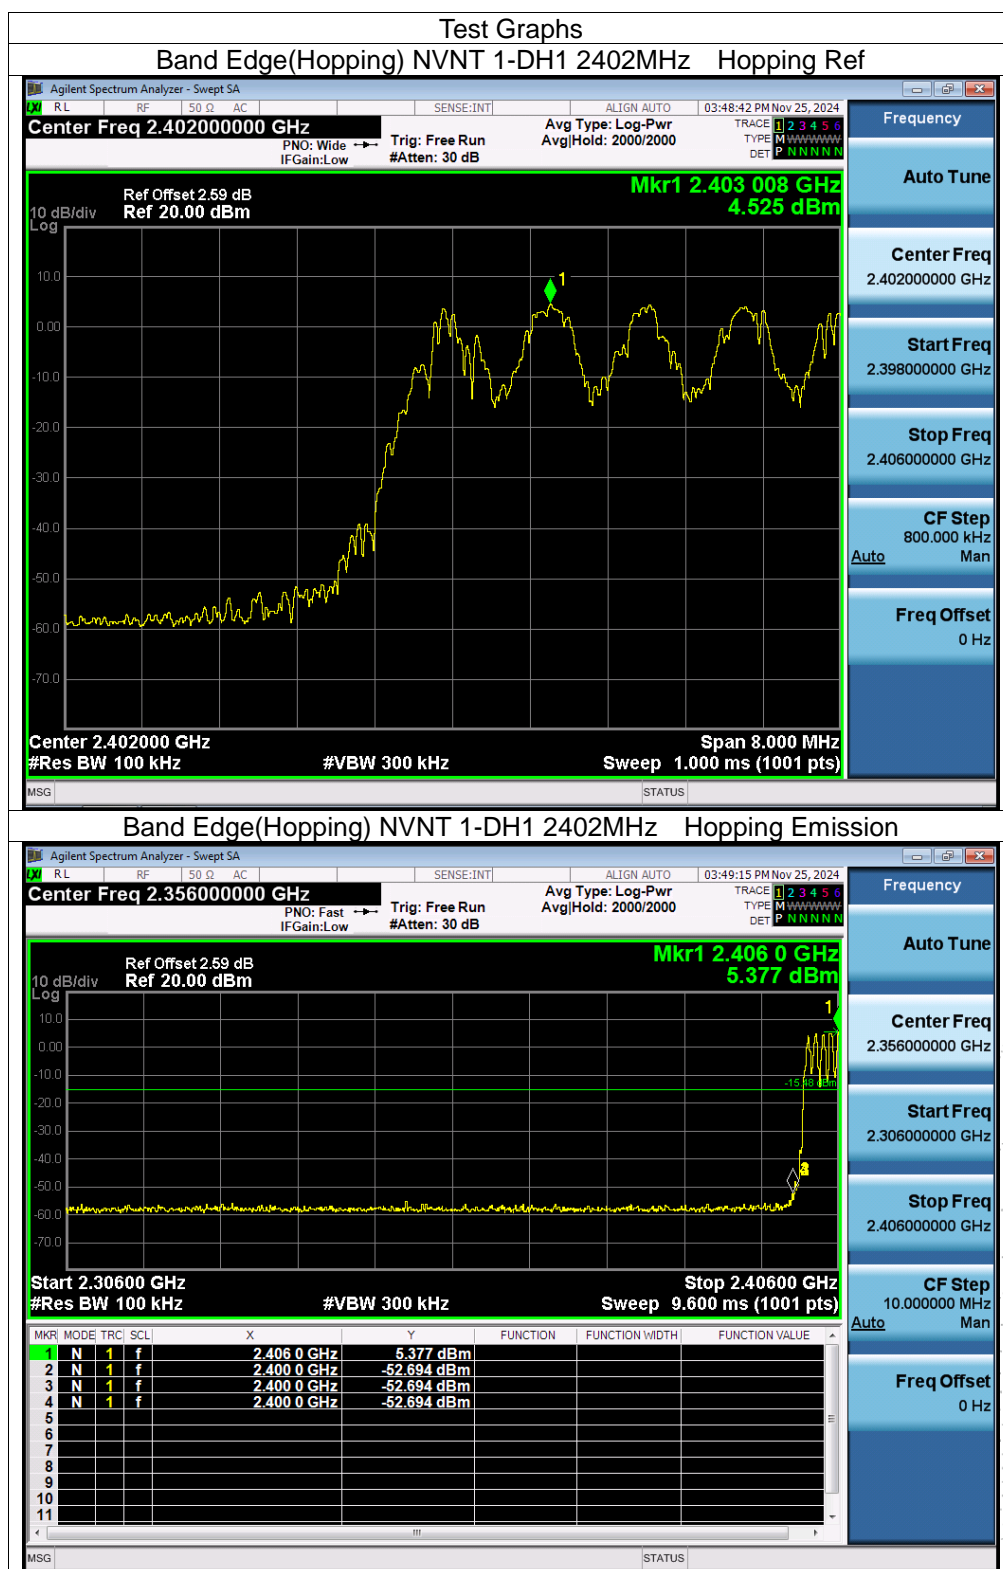 Test Graphs
Band Edge(Hopping) NVNT 1-DH1 2402MHz Hopping Ref
Agilent Spectrum Analyzer - Swept SA
LXI RL RF 50 Ω AC SENSE:INT ALIGN AUTO 03:48:42 PM Nov 25, 2024
Center Freq 2.402000000 GHz
PNO: Wide
IFGain:Low
Trig: Free Run
#Atten: 30 dB
Avg Type: Log-Pwr
Avg|Hold: 2000/2000
TRACE 1 2 3 4 5 6
TYPE M WWWWW
DET P N N N N N
Mkr1 2.403 008 GHz
4.525 dBm
Ref Offset 2.59 dB
10 dB/div Ref 20.00 dBm
Log
1
10.0
0.00
-10.0
-20.0
-30.0
-40.0
-50.0
-60.0
-70.0
Center 2.402000 GHz Span 8.000 MHz
#Res BW 100 kHz #VBW 300 kHz Sweep 1.000 ms (1001 pts)
MSG STATUS
Frequency
Auto Tune
Center Freq
2.402000000 GHz
Start Freq
2.398000000 GHz
Stop Freq
2.406000000 GHz
CF Step
800.000 kHz
Auto Man
Freq Offset
0 Hz
Band Edge(Hopping) NVNT 1-DH1 2402MHz Hopping Emission
Agilent Spectrum Analyzer - Swept SA
LXI RL RF 50 Ω AC SENSE:INT ALIGN AUTO 03:49:15 PM Nov 25, 2024
Center Freq 2.356000000 GHz
PNO: Fast
IFGain:Low
Trig: Free Run
#Atten: 30 dB
Avg Type: Log-Pwr
Avg|Hold: 2000/2000
TRACE 1 2 3 4 5 6
TYPE M WWWWW
DET P N N N N N
Mkr1 2.406 0 GHz
5.377 dBm
Ref Offset 2.59 dB
10 dB/div Ref 20.00 dBm
Log
1
10.0
0.00
-10.0
-15.48 dBm
-20.0
-30.0
-40.0
-50.0
-60.0
-70.0
Start 2.30600 GHz Stop 2.40600 GHz
#Res BW 100 kHz #VBW 300 kHz Sweep 9.600 ms (1001 pts)
MKR MODE TRC SCL X Y FUNCTION FUNCTION WIDTH FUNCTION VALUE
1 N 1 f 2.406 0 GHz 5.377 dBm
2 N 1 f 2.400 0 GHz -52.694 dBm
3 N 1 f 2.400 0 GHz -52.694 dBm
4 N 1 f 2.400 0 GHz -52.694 dBm
5
6
7
8
9
10
11
MSG STATUS
Frequency
Auto Tune
Center Freq
2.356000000 GHz
Start Freq
2.306000000 GHz
Stop Freq
2.406000000 GHz
CF Step
10.000000 MHz
Auto Man
Freq Offset
0 Hz